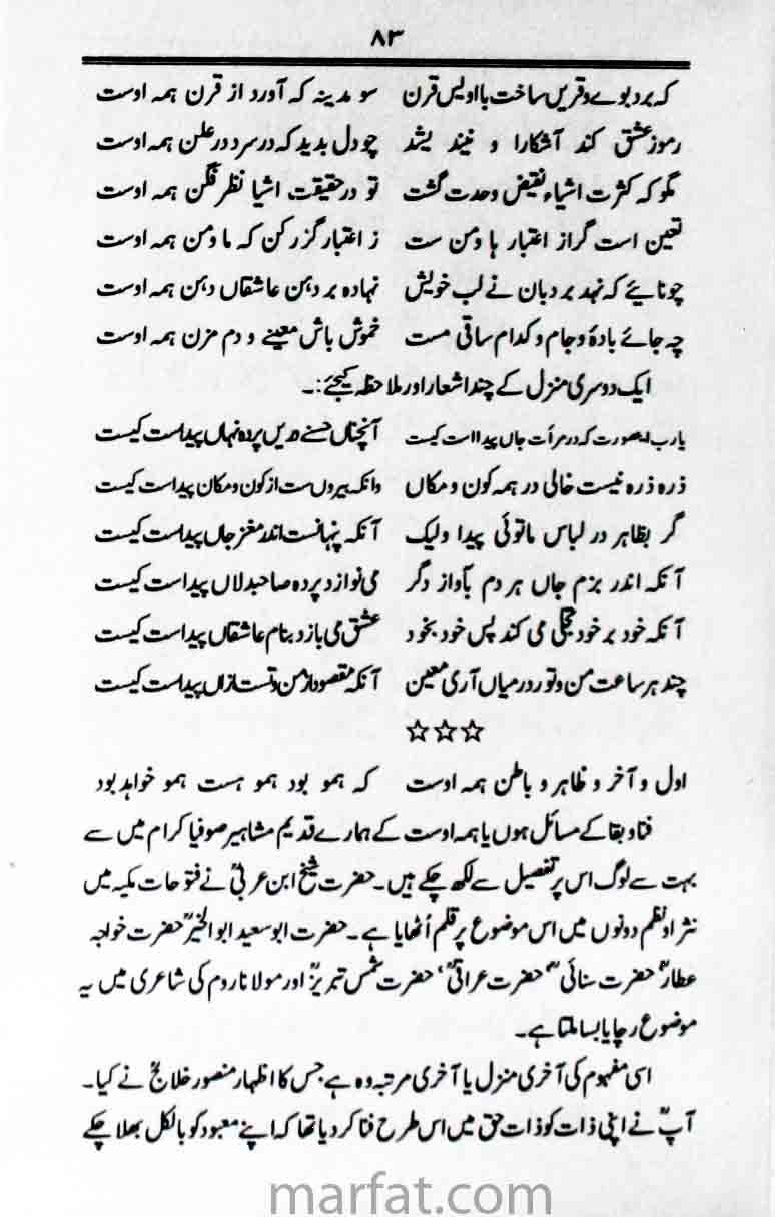 ۸۳
کہ برد بوے و قریں ساخت با اویس قرن سو مدینہ کہ آورد از قرن ہمہ اوست
رموز عشق کند آشکارا و نیند یشد چو دل بدید کہ در سر در علن ہمہ اوست
مگو کہ کثرت اشیاء نقیض وحدت گشت تو در حقیقت اشیا نظر فگن ہمہ اوست
تعین است گر از اعتبار ہا و من ست ز اعتبار گزر کن کہ ما و من ہمہ اوست
چو نایئے کہ نہد بر دہان نے لب خویش نہادہ بر دہن عاشقاں دہن ہمہ اوست
چہ جائے بادۂ و جام و کدام ساقی مست خموش باش معینے و دم مزن ہمہ اوست
ایک دوسری منزل کے چند اشعار اور ملاحظہ کیجئے:۔
یارب صورت کہ در مرأت جاں پیدا است کیست آنچناں حسنے دریں پردہ نہاں پیداست کیست
ذرہ ذرہ نیست خالی در ہمہ کون و مکاں وانکہ بیروں ست از کون و مکان پیداست کیست
گر بظاہر در لباس ماتوئی پیدا ولیک آنکہ پنہانست اندر مغز جاں پیداست کیست
آنکہ اندر بزم جاں ہر دم بآواز دگر می نوازد پردہ صاحبدلاں پیداست کیست
آنکہ خود بر خود تجلی می کند پس خود بخود عشق می بازد بنام عاشقاں پیداست کیست
چند ہر ساعت من و تو ردرمیاں آری معین آنکہ مقصود از من و تست ازاں پیداست کیست
☆☆☆
اول و آخر و ظاہر و باطن ہمہ اوست کہ ہمو بود ہمو ہست ہمو خواہد بود
فنا و بقا کے مسائل ہوں یا ہمہ اوست کے ہمارے قدیم مشاہیر صوفیا کرام میں سے
بہت سے لوگ اس پر تفصیل سے لکھ چکے ہیں۔ حضرت شیخ ابن عربیؒ نے فتوحات مکیہ میں
نثر اور نظم دونوں میں اس موضوع پر قلم اُٹھایا ہے۔ حضرت ابوسعید ابوالخیرؒ حضرت خواجہ
عطارؒ حضرت سنائیؒ حضرت عراقیؒ، حضرت شمس تبریزؒ اور مولانا روم کی شاعری میں یہ
موضوع رچا یا بسا ملتا ہے۔
اسی مفہوم کی آخری منزل یا آخری مرتبہ وہ ہے جس کا اظہار منصور حلاجؒ نے کیا۔
آپؒ نے اپنی ذات کو ذات حق میں اس طرح فنا کر دیا تھا کہ اپنے معبود کو بالکل بھلا چکے
marfat.com